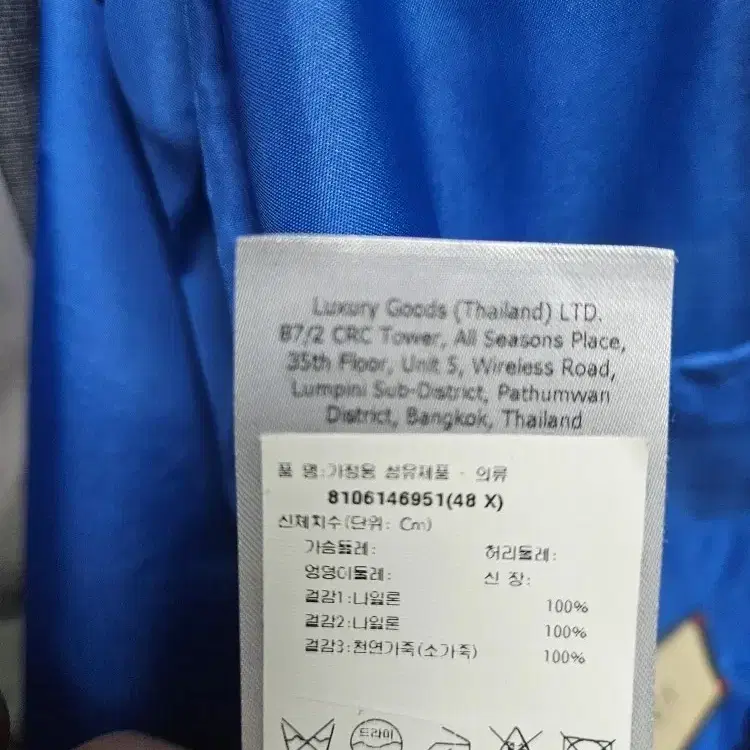 Luxury Goods (Thailand) LTD.
87/2 CRC Tower, All Seasons Place,
35th Floor, Unit 5, Wireless Road,
Lumpini Sub-District, Pathumwan
District, Bangkok, Thailand
품 명:가정용 섬유제품 - 의류
8106146951(48 X)
신체치수(단위: Cm)
가슴둘레: 허리둘레:
엉덩이둘레: 신 장:
겉감1:나일론 100%
겉감2:나일론 100%
겉감3:천연가죽(소가죽) 100%
드라이